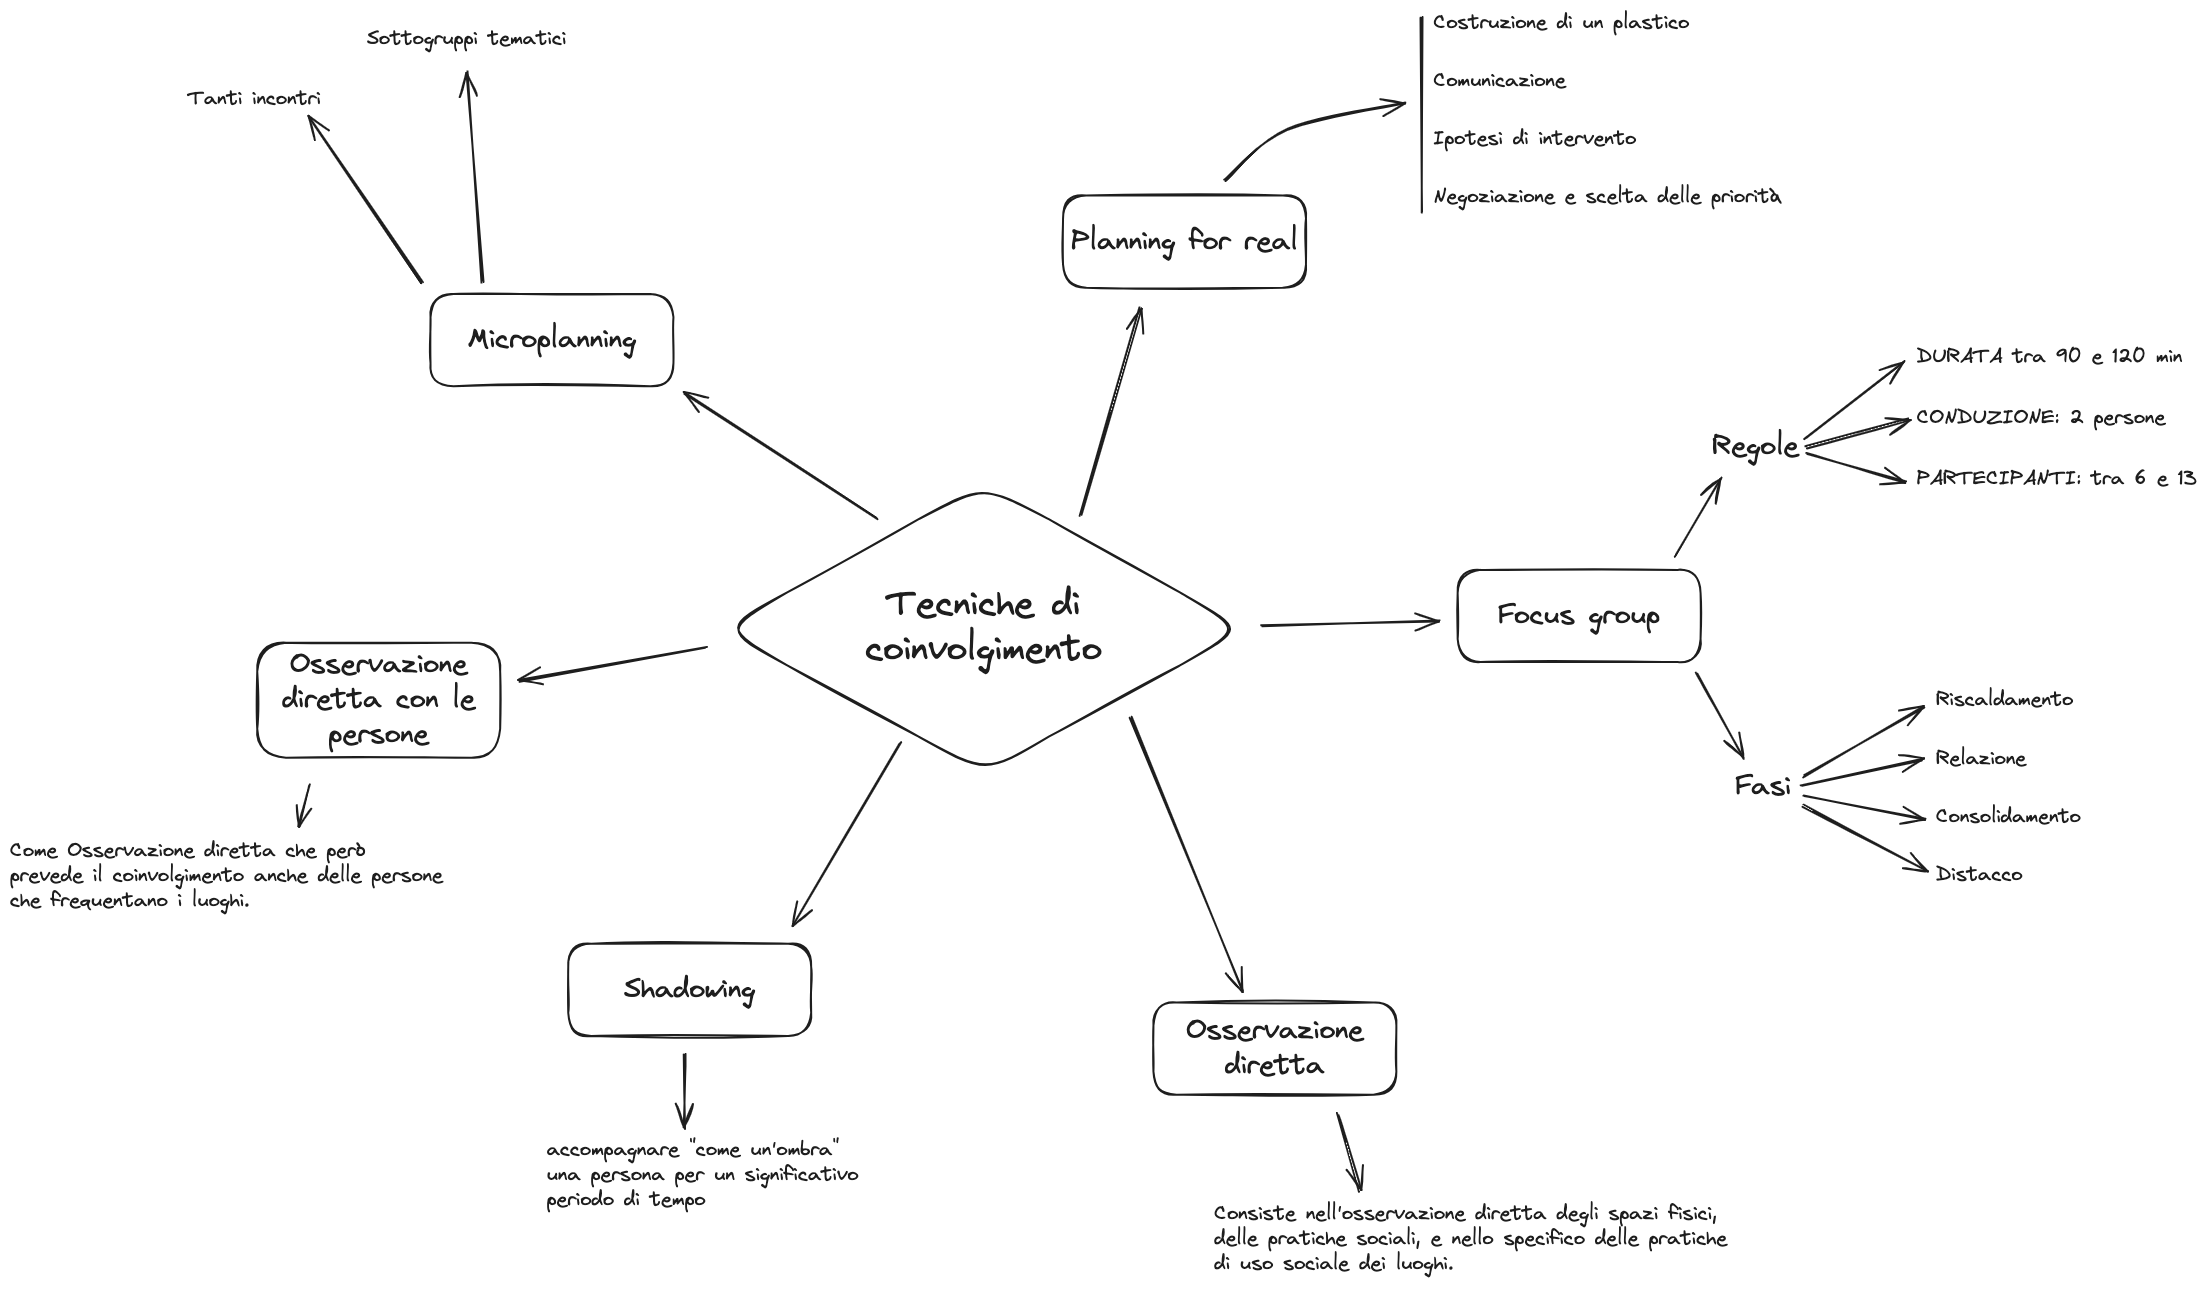 Sottogruppi tematici
Tanti incontri
Microplanning
Costruzione di un plastico
Comunicazione
Ipotesi di intervento
Negoziazione e scelta delle priorità
Planning for real
Tecniche di
coinvolgimento
Focus group
Regole
DURATA tra 90 e 120 min
CONDUZIONE: 2 persone
PARTECIPANTI: tra 6 e 13
Fasi
Riscaldamento
Relazione
Consolidamento
Distacco
Osservazione
diretta con le
persone
Come Osservazione diretta che però
prevede il coinvolgimento anche delle persone
che frequentano i luoghi.
Shadowing
accompagnare "come un'ombra"
una persona per un significativo
periodo di tempo
Osservazione
diretta
Consiste nell'osservazione diretta degli spazi fisici,
delle pratiche sociali, e nello specifico delle pratiche
di uso sociale dei luoghi.